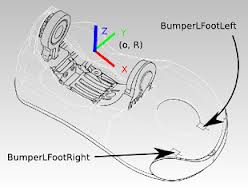 BumperLFootLeft
Z
Y
(o, R)
X
BumperLFootRight